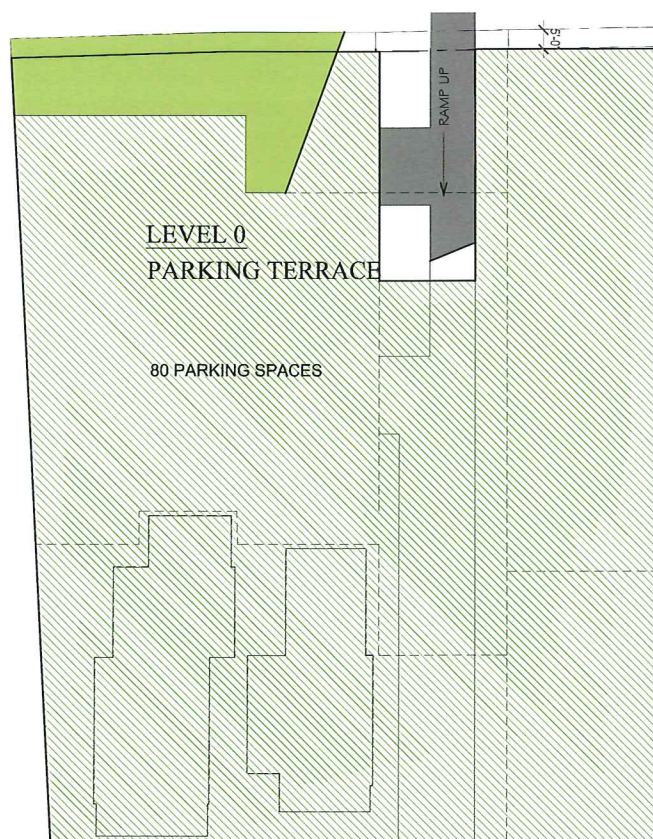 5'-0"
RAMP UP
LEVEL 0
PARKING TERRACE
80 PARKING SPACES